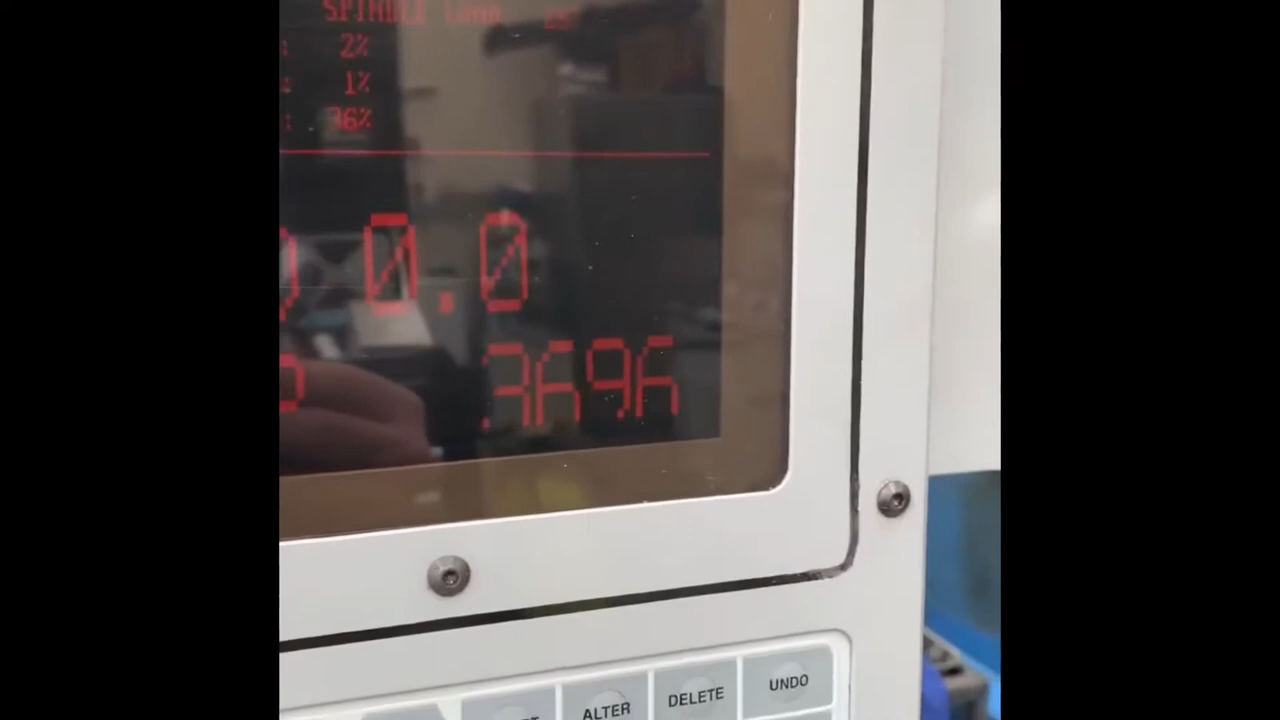 SPINDLE LOAD
: 2%
: 1%
: 36%
0.0
.3696
ALTER DELETE UNDO